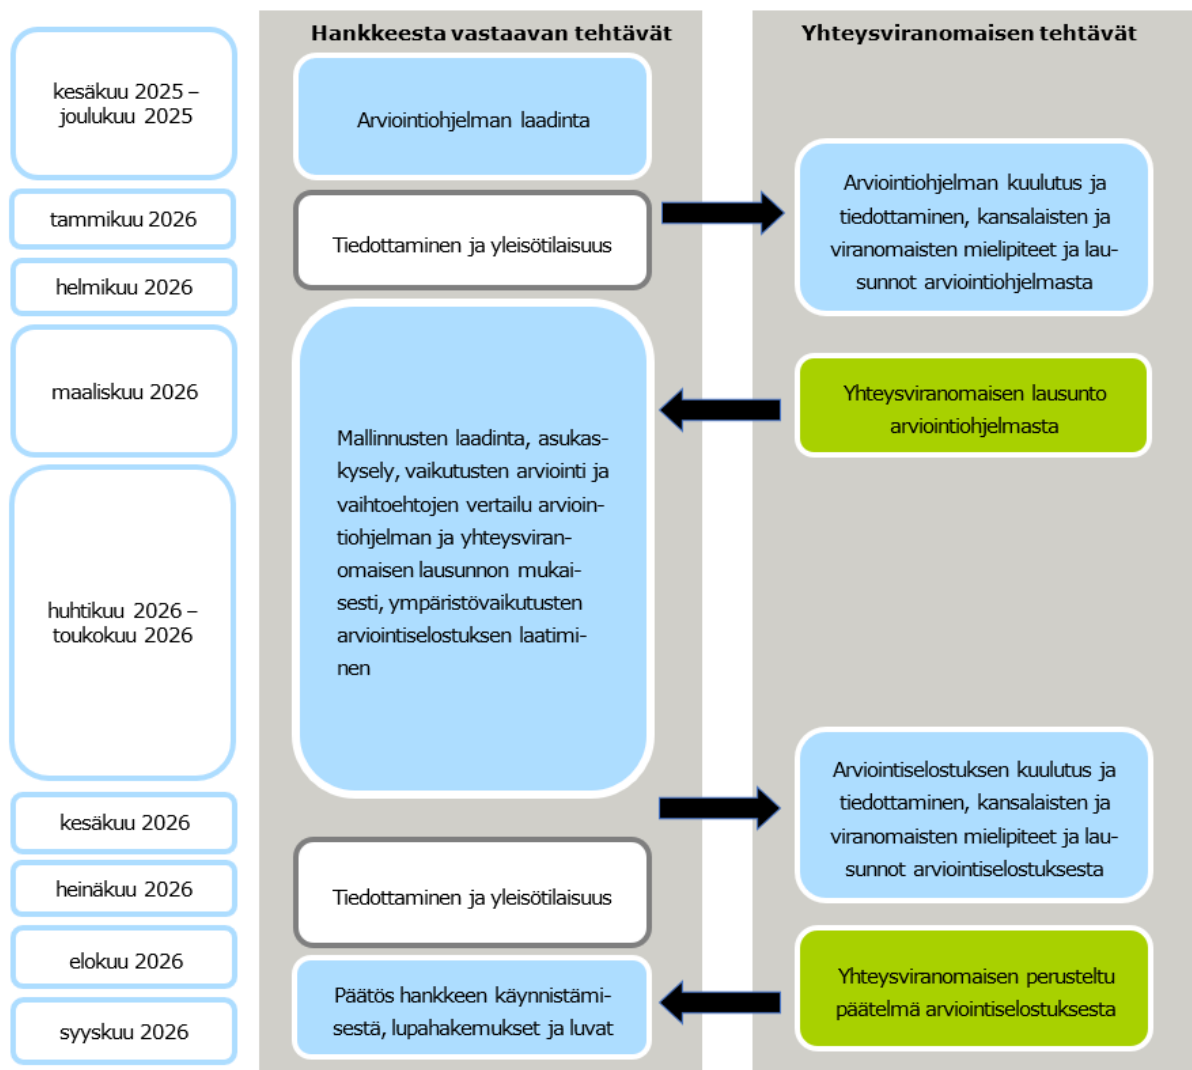 Hankkeesta vastaavan tehtävät
Yhteysviranomaisen tehtävät
kesäkuu 2025 –
joulukuu 2025
tammikuu 2026
helmikuu 2026
maaliskuu 2026
huhtikuu 2026 –
toukokuu 2026
kesäkuu 2026
heinäkuu 2026
elokuu 2026
syyskuu 2026
Arviointiohjelman laadinta
Tiedottaminen ja yleisötilaisuus
Mallinnusten laadinta, asukas-
kysely, vaikutusten arviointi ja
vaihtoehtojen vertailu arvioin-
tiohjelman ja yhteysviran-
omaisen lausunnon mukai-
sesti, ympäristövaikutusten
arviointiselostuksen laatimi-
nen
Tiedottaminen ja yleisötilaisuus
Päätös hankkeen käynnistämi-
sestä, lupahakemukset ja luvat
Arviointiohjelman kuulutus ja
tiedottaminen, kansalaisten ja
viranomaisten mielipiteet ja lau-
sunnot arviointiohjelmasta
Yhteysviranomaisen lausunto
arviointiohjelmasta
Arviointiselostuksen kuulutus ja
tiedottaminen, kansalaisten ja
viranomaisten mielipiteet ja lau-
sunnot arviointiselostuksesta
Yhteysviranomaisen perusteltu
päätelmä arviointiselostuksesta